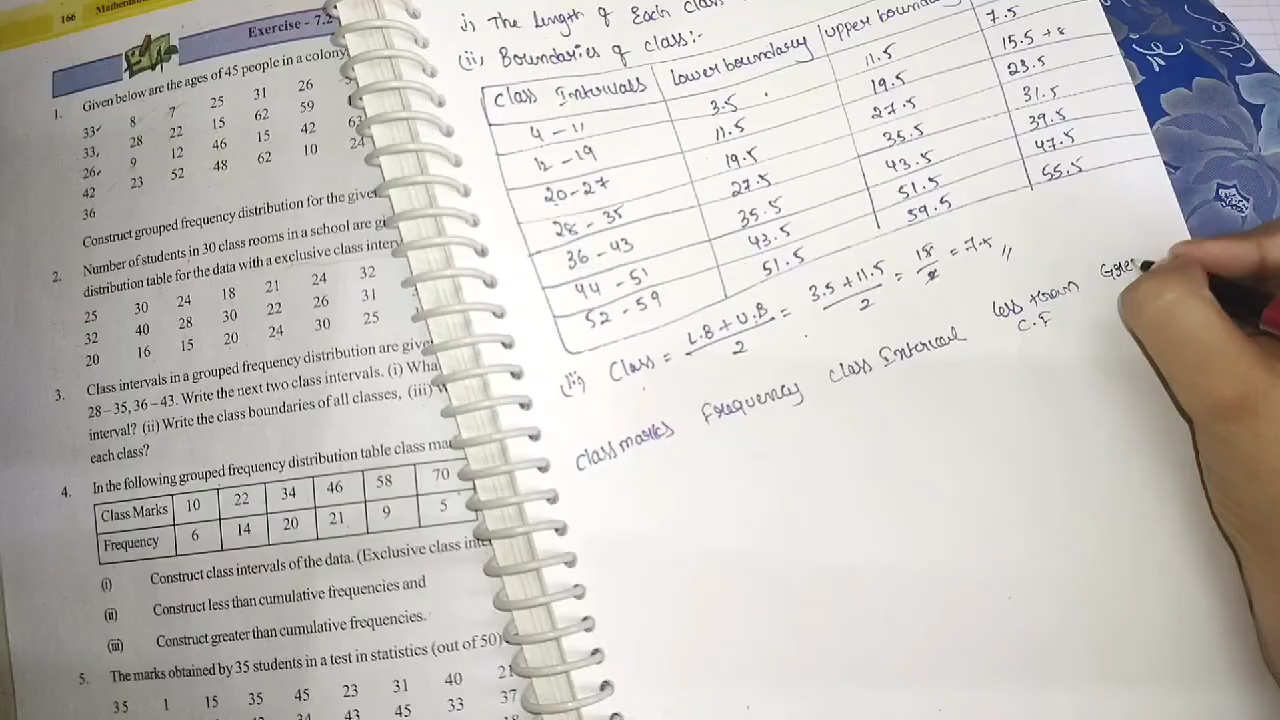 166
Exercise - 7.2
1. Given below are the ages of 45 people in a colony
33 8 7 25 31 26
33, 28 22 15 62 59
26, 9 12 46 15 42 63
42 23 52 48 62 10 24
36
Construct grouped frequency distribution for the given
2. Number of students in 30 class rooms in a school are gi
distribution table for the data with a exclusive class inter
25 30 24 18 21 24 32
32 40 28 30 22 26 31
20 16 15 20 24 30 25
3. Class intervals in a grouped frequency distribution are give
28 – 35, 36 – 43. Write the next two class intervals. (i) Wha
interval? (ii) Write the class boundaries of all classes, (iii)
each class?
4. In the following grouped frequency distribution table class mar
Class Marks 10 22 34 46 58 70
Frequency 6 14 20 21 9 5
(i) Construct class intervals of the data. (Exclusive class inte
(ii) Construct less than cumulative frequencies and
(iii) Construct greater than cumulative frequencies.
5. The marks obtained by 35 students in a test in statistics (out of 50)
35 1 15 35 45 23 31 40 21
34 43 45 33 37
i) The length of Each class
(ii) Boundaries of class:-
class Intervals lower boundary upper boundary
4 - 11 3.5 11.5 7.5
12 - 19 11.5 19.5 15.5 + 8
20 - 27 19.5 27.5 23.5
28 - 35 27.5 35.5 31.5
36 - 43 35.5 43.5 39.5
44 - 51 43.5 51.5 47.5
52 - 59 51.5 59.5 55.5
(iii) Class = L.B + U.B / 2 = 3.5 + 11.5 / 2 = 18 / 2 = 7.5 //
class marks Frequency class Interval less than C.F